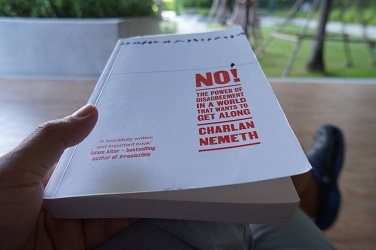 NO!
THE POWER OF
DISAGREEMENT
IN A WORLD
THAT WANTS TO
GET ALONG
CHARLAN
NEMETH
"A beautifully written
and important book"
Adam Alter – bestselling
author of Irresistible